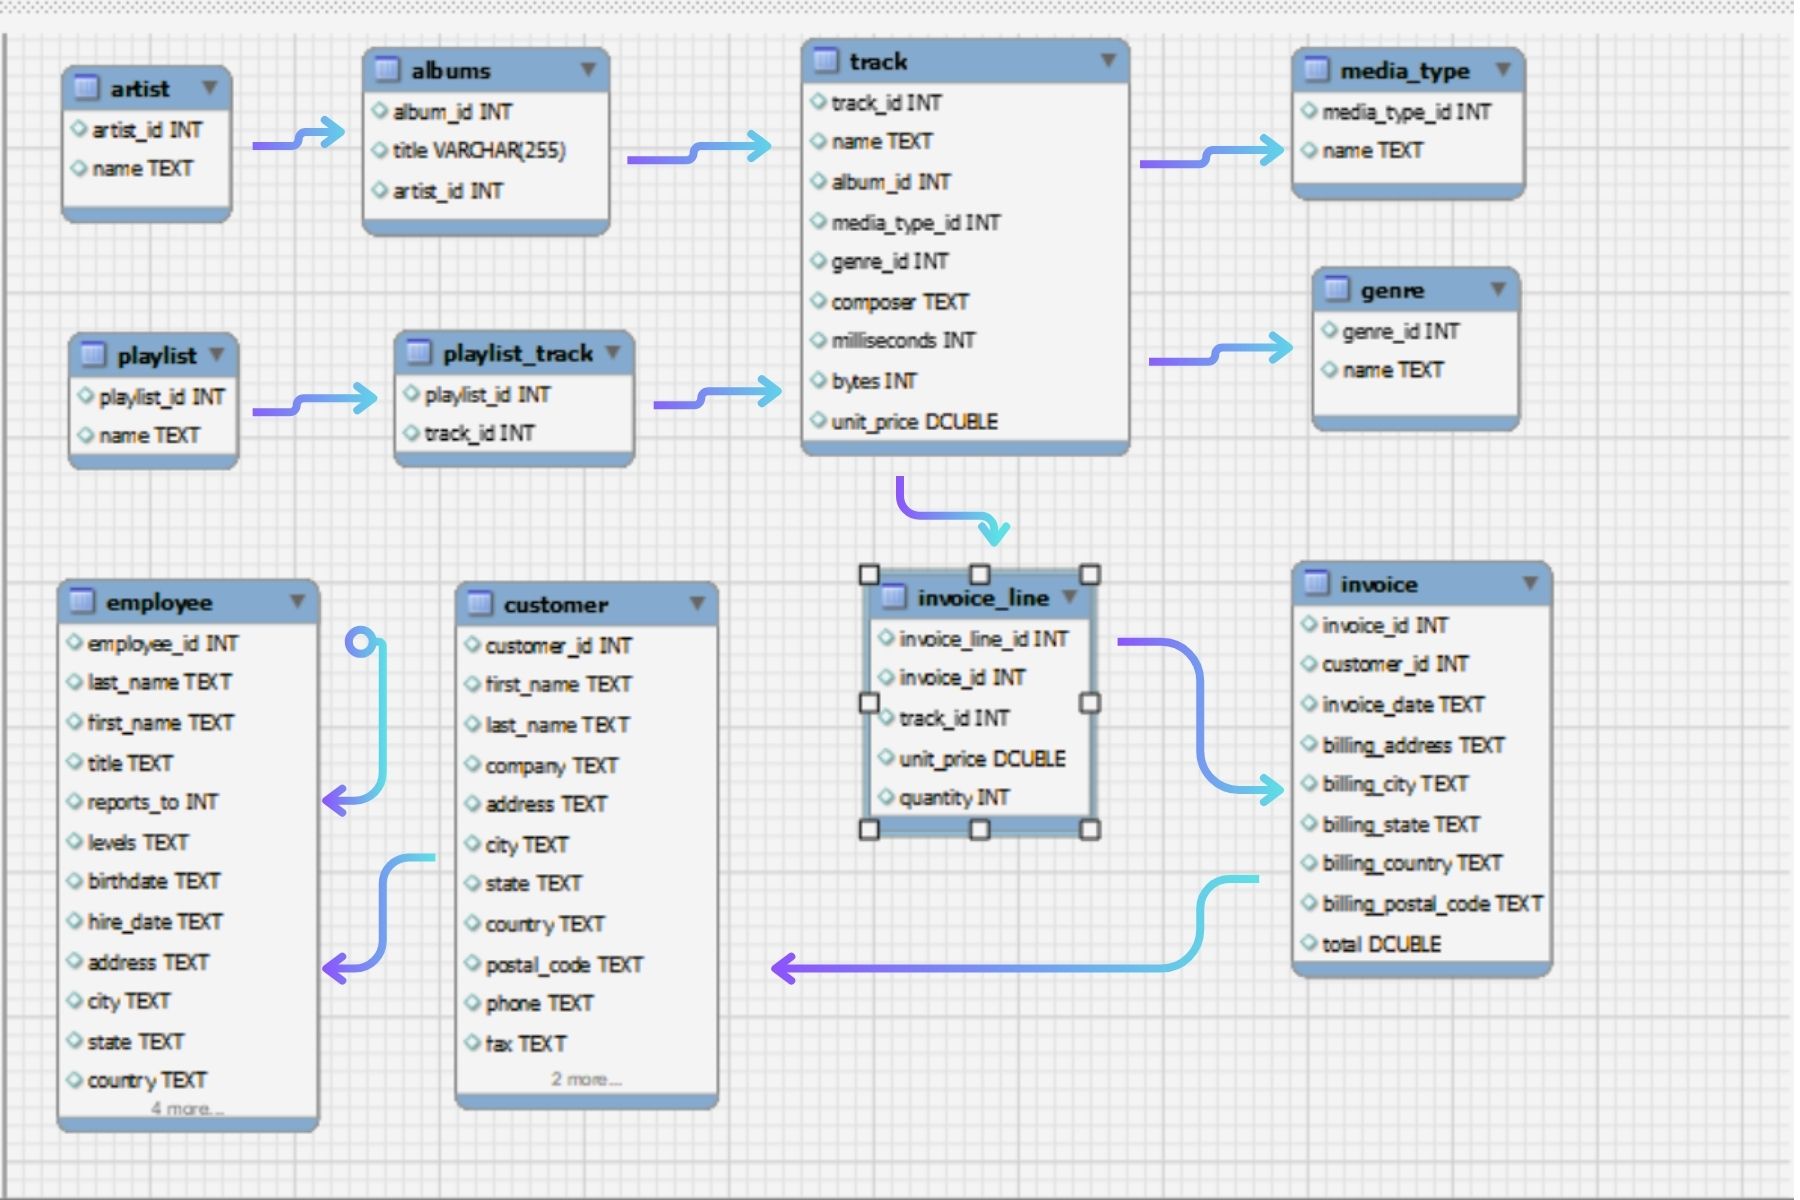 artist
artist_id INT
name TEXT
albums
album_id INT
title VARCHAR(255)
artist_id INT
track
track_id INT
name TEXT
album_id INT
media_type_id INT
genre_id INT
composer TEXT
milliseconds INT
bytes INT
unit_price DCUBLE
media_type
media_type_id INT
name TEXT
genre
genre_id INT
name TEXT
playlist
playlist_id INT
name TEXT
playlist_track
playlist_id INT
track_id INT
employee
employee_id INT
last_name TEXT
first_name TEXT
title TEXT
reports_to INT
levels TEXT
birthdate TEXT
hire_date TEXT
address TEXT
city TEXT
state TEXT
country TEXT
4 more...
customer
customer_id INT
first_name TEXT
last_name TEXT
company TEXT
address TEXT
city TEXT
state TEXT
country TEXT
postal_code TEXT
phone TEXT
fax TEXT
2 more...
invoice_line
invoice_line_id INT
invoice_id INT
track_id INT
unit_price DCUBLE
quantity INT
invoice
invoice_id INT
customer_id INT
invoice_date TEXT
billing_address TEXT
billing_city TEXT
billing_state TEXT
billing_country TEXT
billing_postal_code TEXT
total DCUBLE